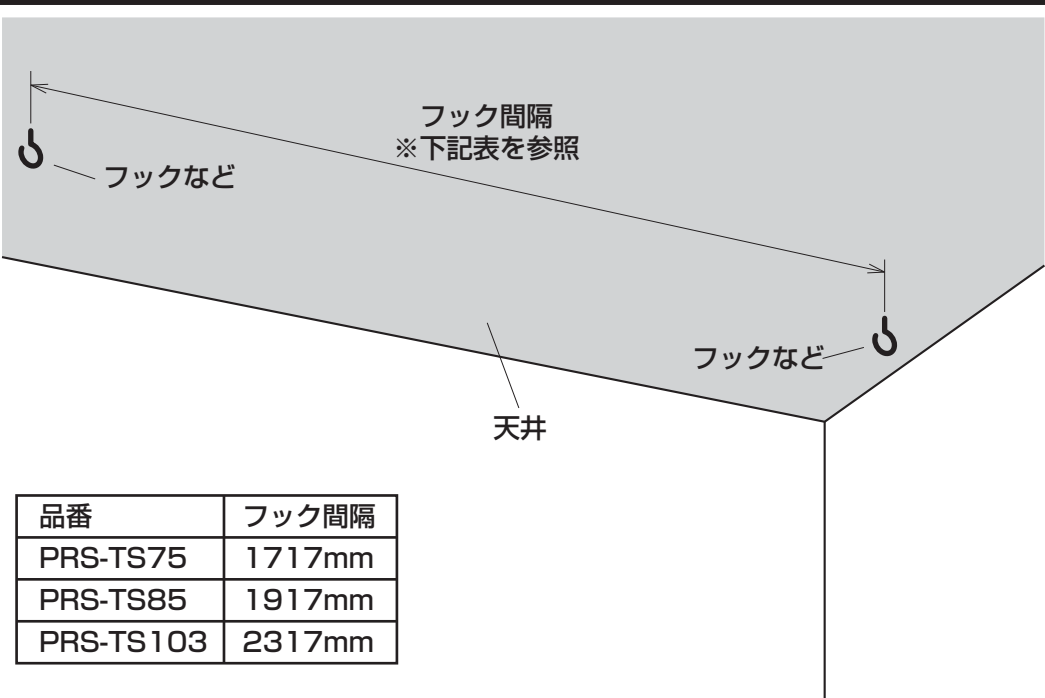 フック間隔
※下記表を参照
フックなど
フックなど
天井
品番 フック間隔
PRS-TS75 1717mm
PRS-TS85 1917mm
PRS-TS103 2317mm